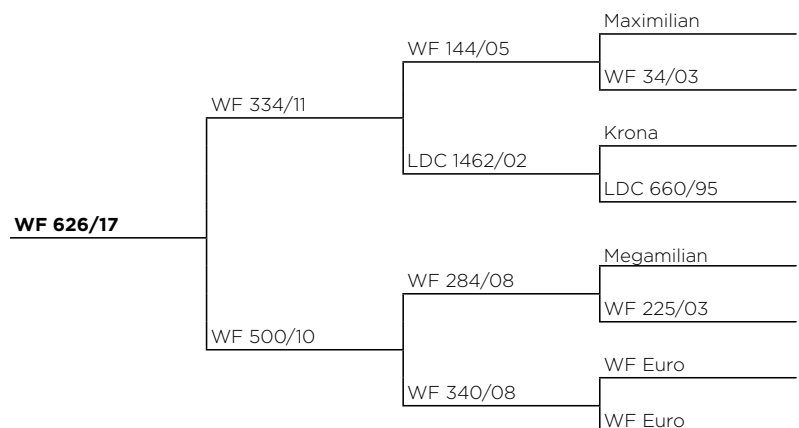 Maximilian
WF 144/05
WF 34/03
WF 334/11
Krona
LDC 1462/02
LDC 660/95
WF 626/17
Megamilian
WF 284/08
WF 225/03
WF 500/10
WF Euro
WF 340/08
WF Euro